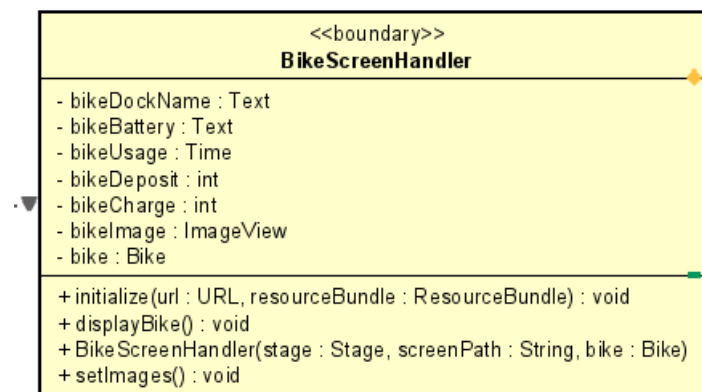 <<boundary>>
BikeScreenHandler
- bikeDockName : Text
- bikeBattery : Text
- bikeUsage : Time
- bikeDeposit : int
- bikeCharge : int
- bikeImage : ImageView
- bike : Bike
+ initialize(url : URL, resourceBundle : ResourceBundle) : void
+ displayBike() : void
+ BikeScreenHandler(stage : Stage, screenPath : String, bike : Bike)
+ setImages() : void